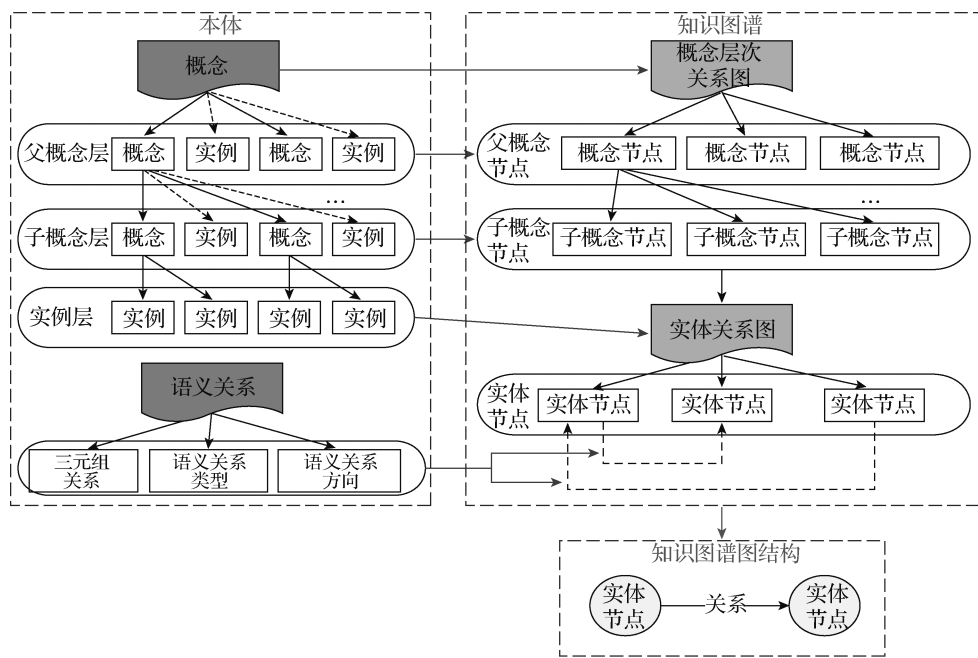 本体
概念
父概念层
概念
实例
概念
实例
...
子概念层
概念
实例
概念
实例
实例层
实例
实例
实例
实例
语义关系
三元组
关系
语义关系
类型
语义关系
方向
知识图谱
概念层次
关系图
父概念
节点
概念节点
概念节点
概念节点
...
子概念
节点
子概念节点
子概念节点
子概念节点
实体关系图
实体
节点
实体节点
实体节点
实体节点
知识图谱图结构
实体
节点
关系
实体
节点